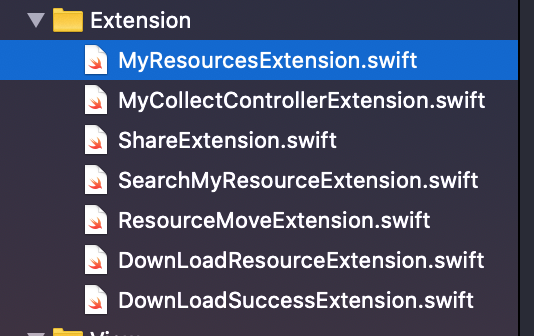 Extension
MyResourcesExtension.swift
MyCollectControllerExtension.swift
ShareExtension.swift
SearchMyResourceExtension.swift
ResourceMoveExtension.swift
DownLoadResourceExtension.swift
DownLoadSuccessExtension.swift